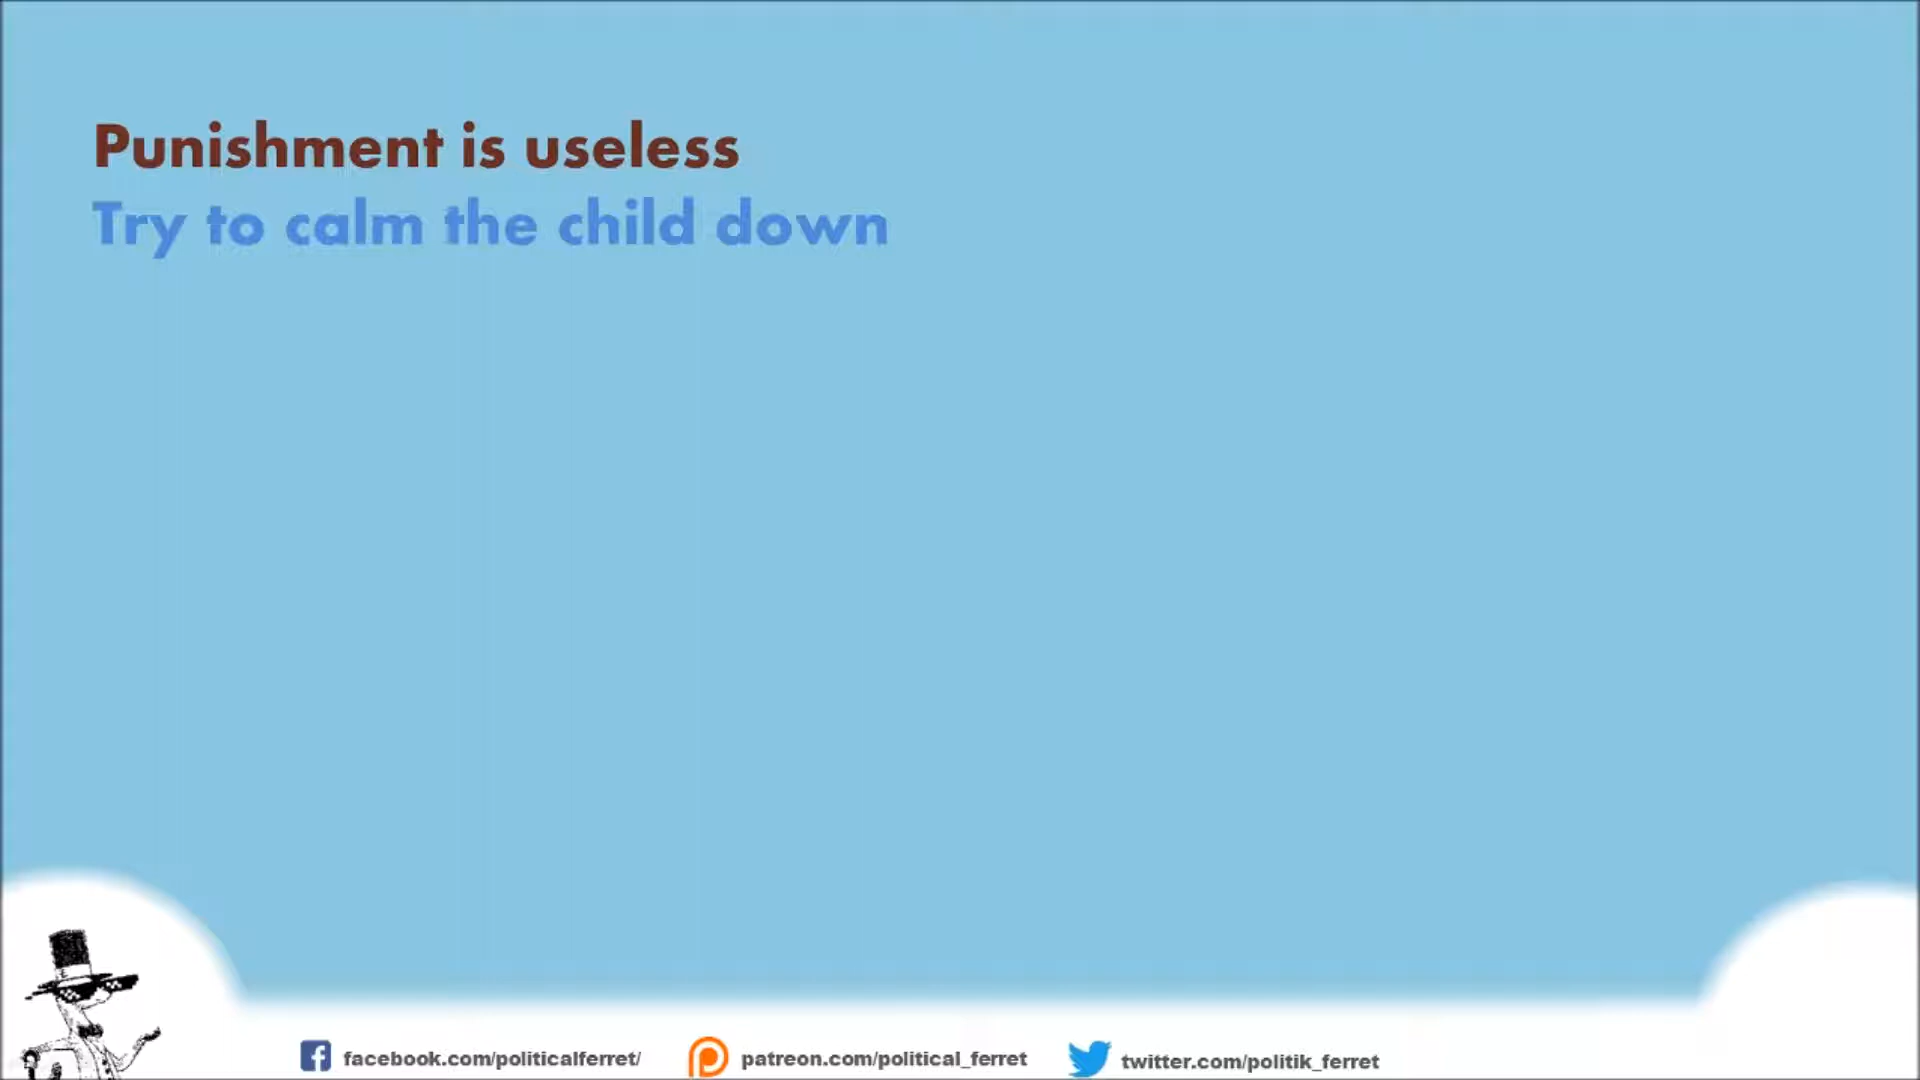 Punishment is useless
Try to calm the child down
facebook.com/politicalferret/
patreon.com/political_ferret
twitter.com/politik_ferret